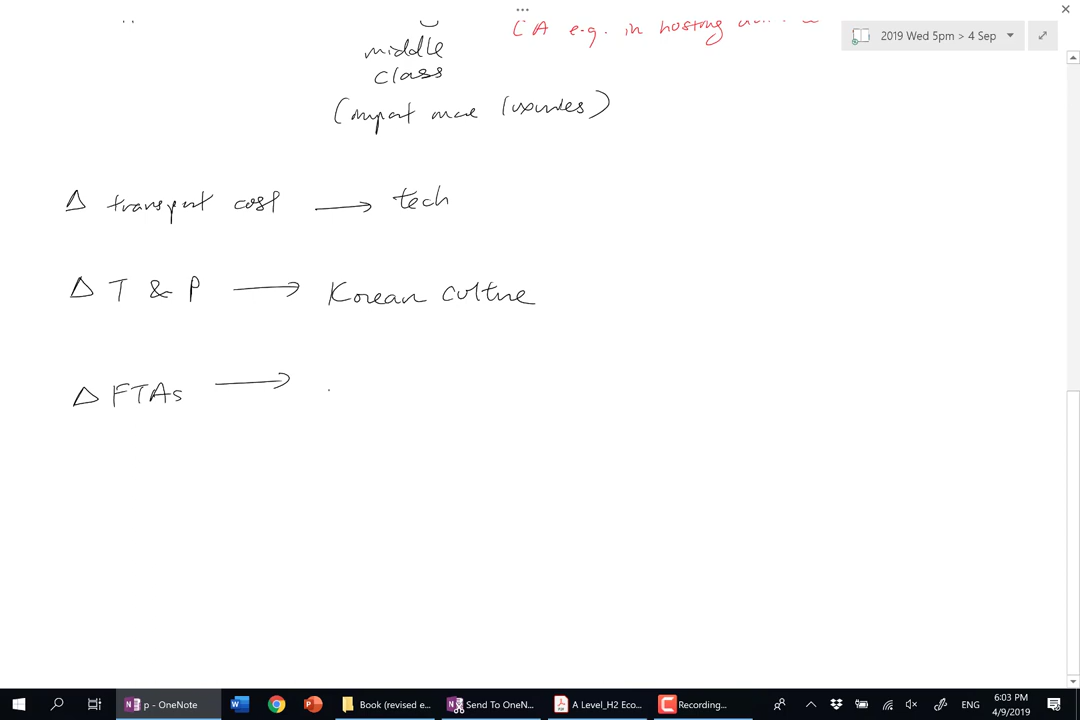 CA e.g. in hosting
2019 Wed 5pm > 4 Sep
middle
class
(import more luxuries)
Δ transport cost → tech
Δ T & P → Korean culture
Δ FTAs →
p - OneNote
Book (revised e...
Send To OneN...
A Level_H2 Eco...
Recording...
ENG
6:03 PM
4/9/2019